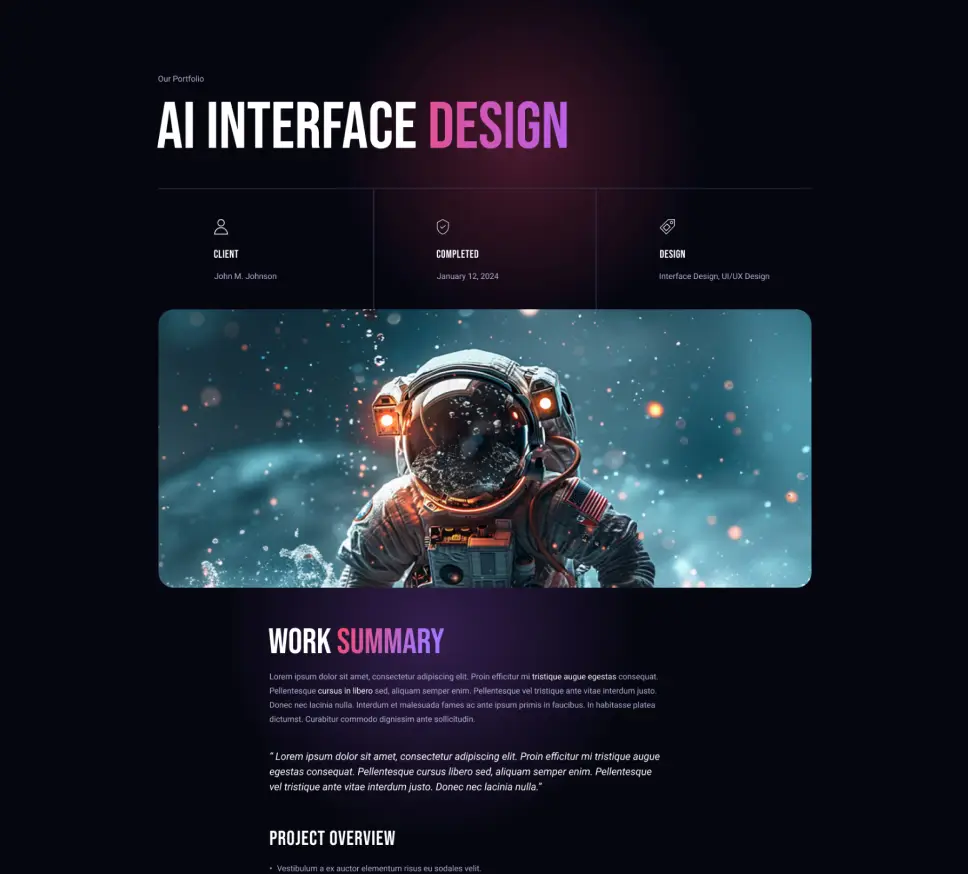 Our Portfolio
AI INTERFACE DESIGN
CLIENT
John M. Johnson
COMPLETED
January 12, 2024
DESIGN
Interface Design, UI/UX Design
WORK SUMMARY
Lorem ipsum dolor sit amet, consectetur adipiscing elit. Proin efficitur mi tristique augue egestas consequat.
Pellentesque cursus in libero sed, aliquam semper enim. Pellentesque vel tristique ante vitae interdum justo.
Donec nec lacinia nulla. Interdum et malesuada fames ac ante ipsum primis in faucibus. In habitasse platea
dictumst. Curabitur commodo dignissim ante sollicitudin.
“ Lorem ipsum dolor sit amet, consectetur adipiscing elit. Proin efficitur mi tristique augue
egestas consequat. Pellentesque cursus libero sed, aliquam semper enim. Pellentesque
vel tristique ante vitae interdum justo. Donec nec lacinia nulla.”
PROJECT OVERVIEW
• Vestibulum a ex auctor elementum risus eu sodales velit.